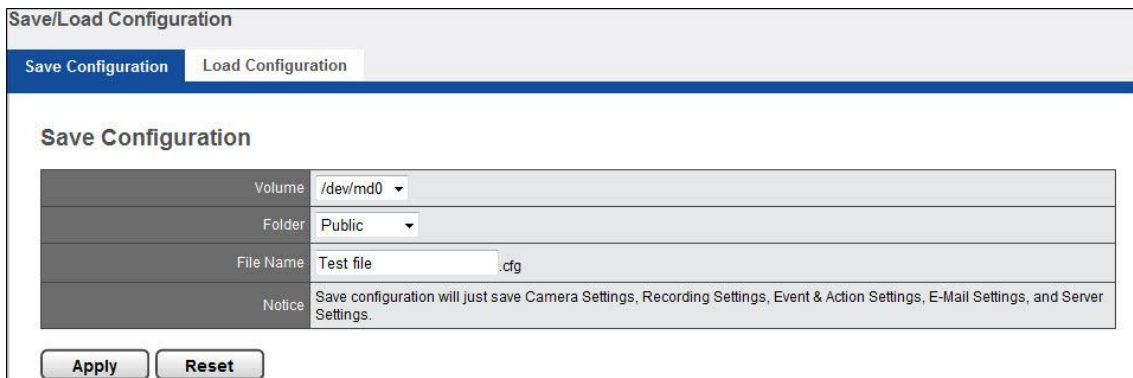 Save/Load Configuration
Save Configuration Load Configuration
Save Configuration
Volume /dev/md0
Folder Public
File Name Test file .cfg
Notice Save configuration will just save Camera Settings, Recording Settings, Event & Action Settings, E-Mail Settings, and Server
Settings.
Apply Reset